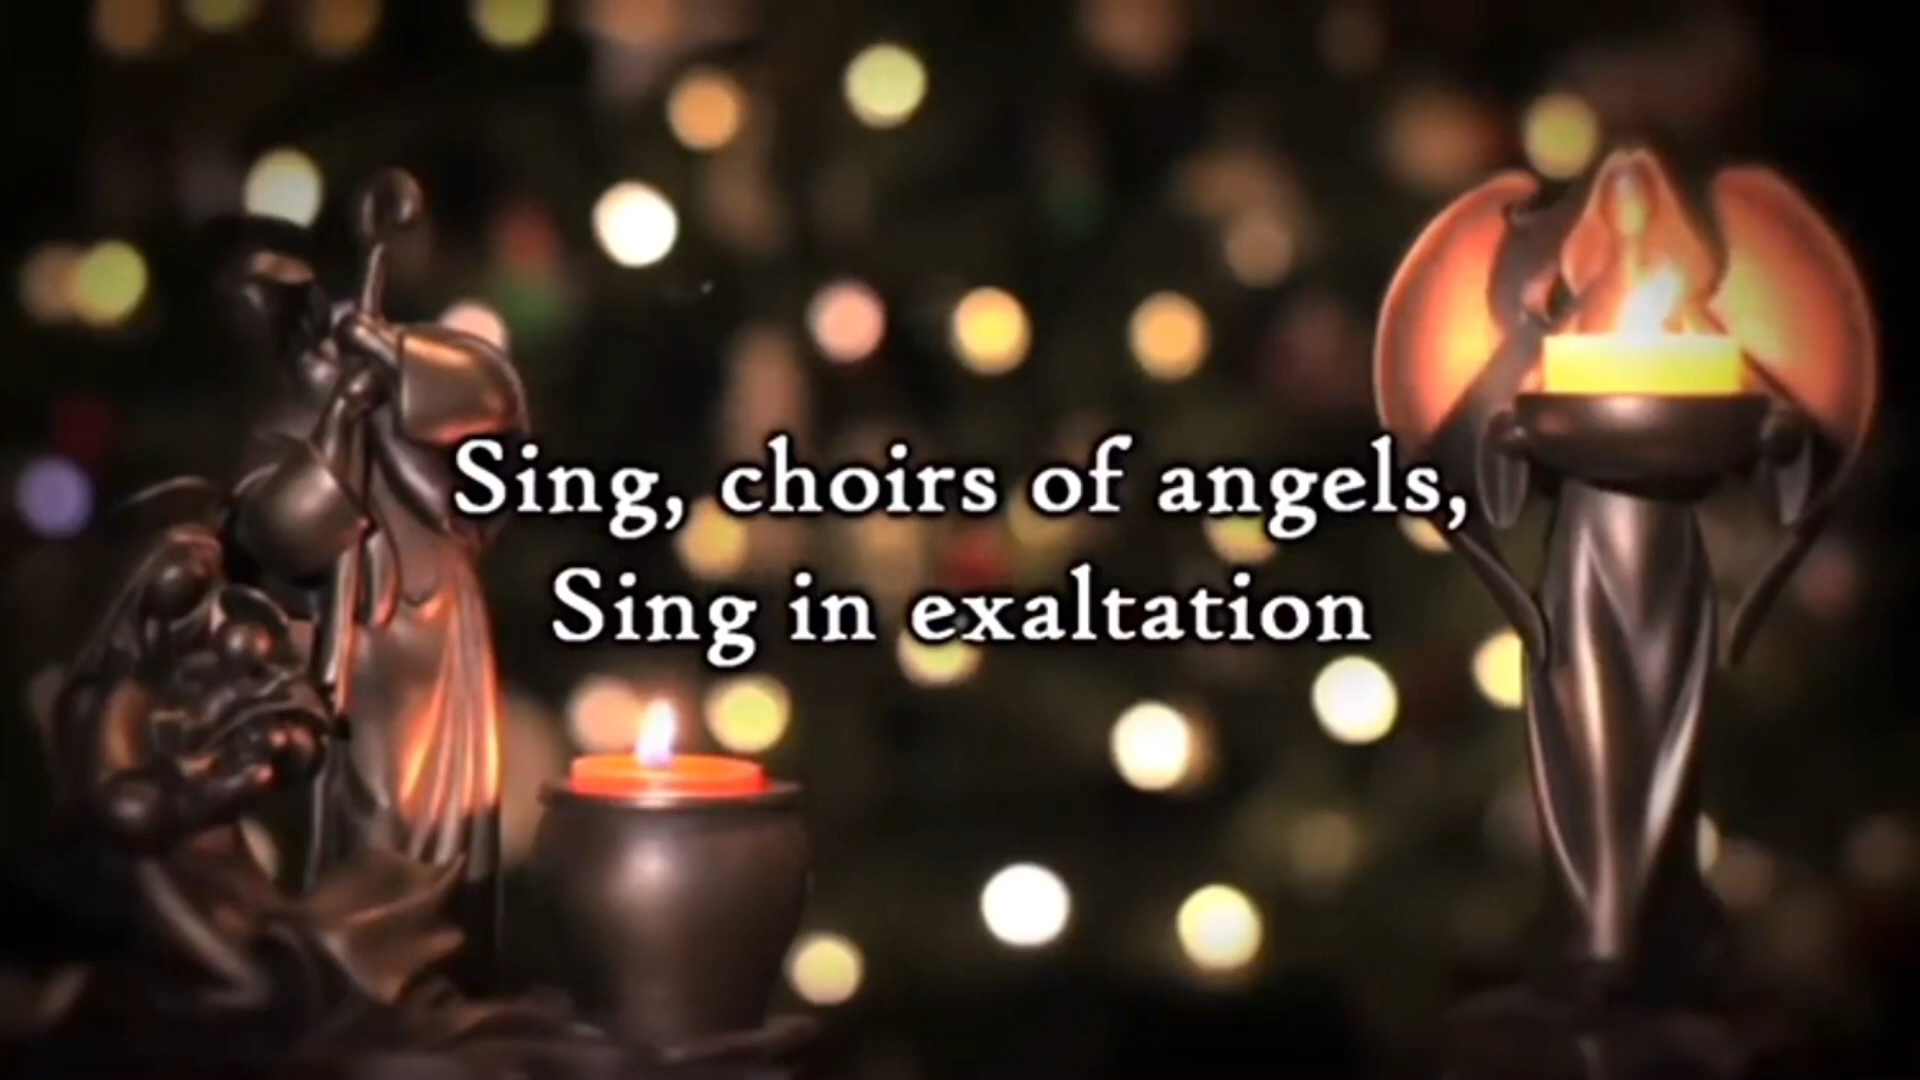 Sing, choirs of angels,
Sing in exaltation